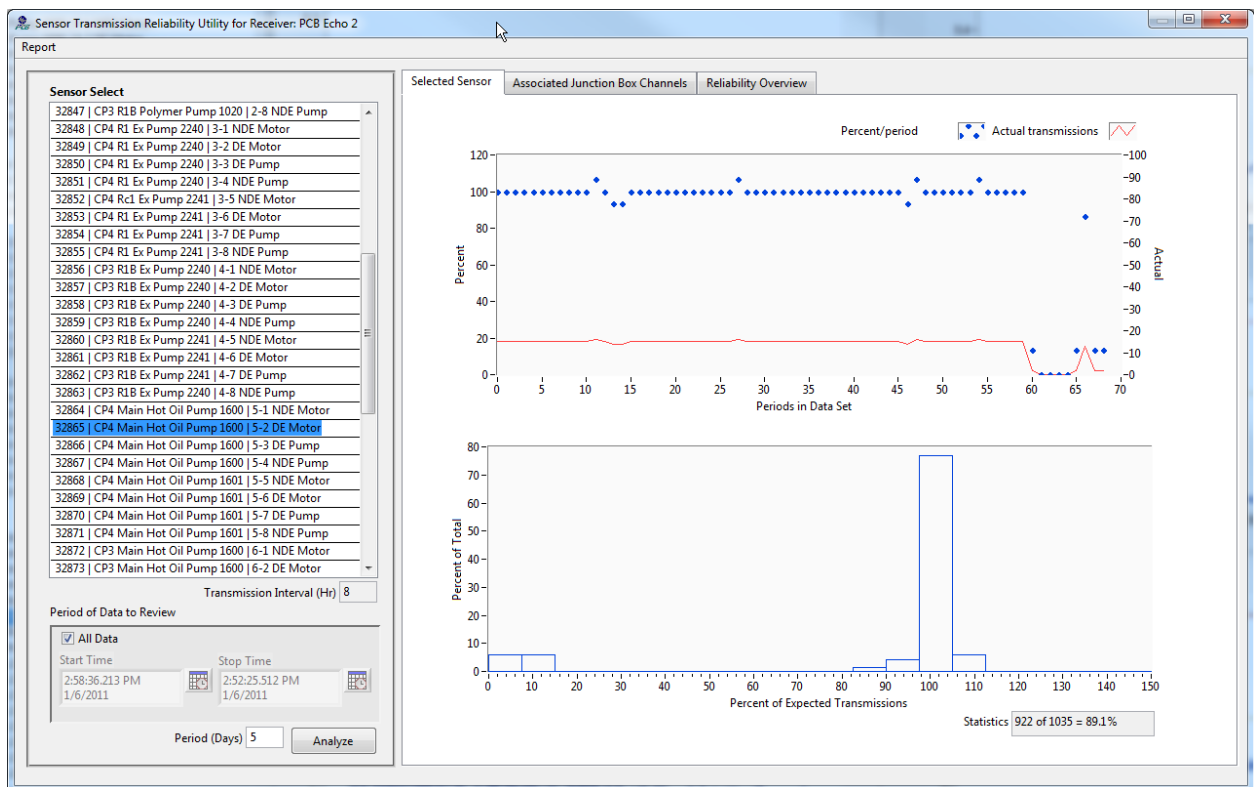 Sensor Transmission Reliability Utility for Receiver: PCB Echo 2
Report
Sensor Select
32847 | CP3 R1B Polymer Pump 1020 | 2-8 NDE Pump
32848 | CP4 R1 Ex Pump 2240 | 3-1 NDE Motor
32849 | CP4 R1 Ex Pump 2240 | 3-2 DE Motor
32850 | CP4 R1 Ex Pump 2240 | 3-3 DE Pump
32851 | CP4 R1 Ex Pump 2240 | 3-4 NDE Pump
32852 | CP4 Rc1 Ex Pump 2241 | 3-5 NDE Motor
32853 | CP4 R1 Ex Pump 2241 | 3-6 DE Motor
32854 | CP4 R1 Ex Pump 2241 | 3-7 DE Pump
32855 | CP4 R1 Ex Pump 2241 | 3-8 NDE Pump
32856 | CP3 R1B Ex Pump 2240 | 4-1 NDE Motor
32857 | CP3 R1B Ex Pump 2240 | 4-2 DE Motor
32858 | CP3 R1B Ex Pump 2240 | 4-3 DE Pump
32859 | CP3 R1B Ex Pump 2240 | 4-4 NDE Pump
32860 | CP3 R1B Ex Pump 2241 | 4-5 NDE Motor
32861 | CP3 R1B Ex Pump 2241 | 4-6 DE Motor
32862 | CP3 R1B Ex Pump 2241 | 4-7 DE Pump
32863 | CP3 R1B Ex Pump 2240 | 4-8 NDE Pump
32864 | CP4 Main Hot Oil Pump 1600 | 5-1 NDE Motor
32865 | CP4 Main Hot Oil Pump 1600 | 5-2 DE Motor
32866 | CP4 Main Hot Oil Pump 1600 | 5-3 DE Pump
32867 | CP4 Main Hot Oil Pump 1600 | 5-4 NDE Pump
32868 | CP4 Main Hot Oil Pump 1601 | 5-5 NDE Motor
32869 | CP4 Main Hot Oil Pump 1601 | 5-6 DE Motor
32870 | CP4 Main Hot Oil Pump 1601 | 5-7 DE Pump
32871 | CP4 Main Hot Oil Pump 1601 | 5-8 NDE Pump
32872 | CP3 Main Hot Oil Pump 1600 | 6-1 NDE Motor
32873 | CP3 Main Hot Oil Pump 1600 | 6-2 DE Motor
Transmission Interval (Hr) 8
Period of Data to Review
All Data
Start Time Stop Time
2:58:36.213 PM 2:52:25.512 PM
1/6/2011 1/6/2011
Period (Days) 5 Analyze
Selected Sensor Associated Junction Box Channels Reliability Overview
Percent/period Actual transmissions
120 100
100 90
80 80
60 70
40 60
20 50
0 40
30
20
10
0
Percent
Actual
0 5 10 15 20 25 30 35 40 45 50 55 60 65 70
Periods in Data Set
80
70
60
50
40
30
20
10
0
Percent of Total
0 10 20 30 40 50 60 70 80 90 100 110 120 130 140 150
Percent of Expected Transmissions
Statistics 922 of 1035 = 89.1%